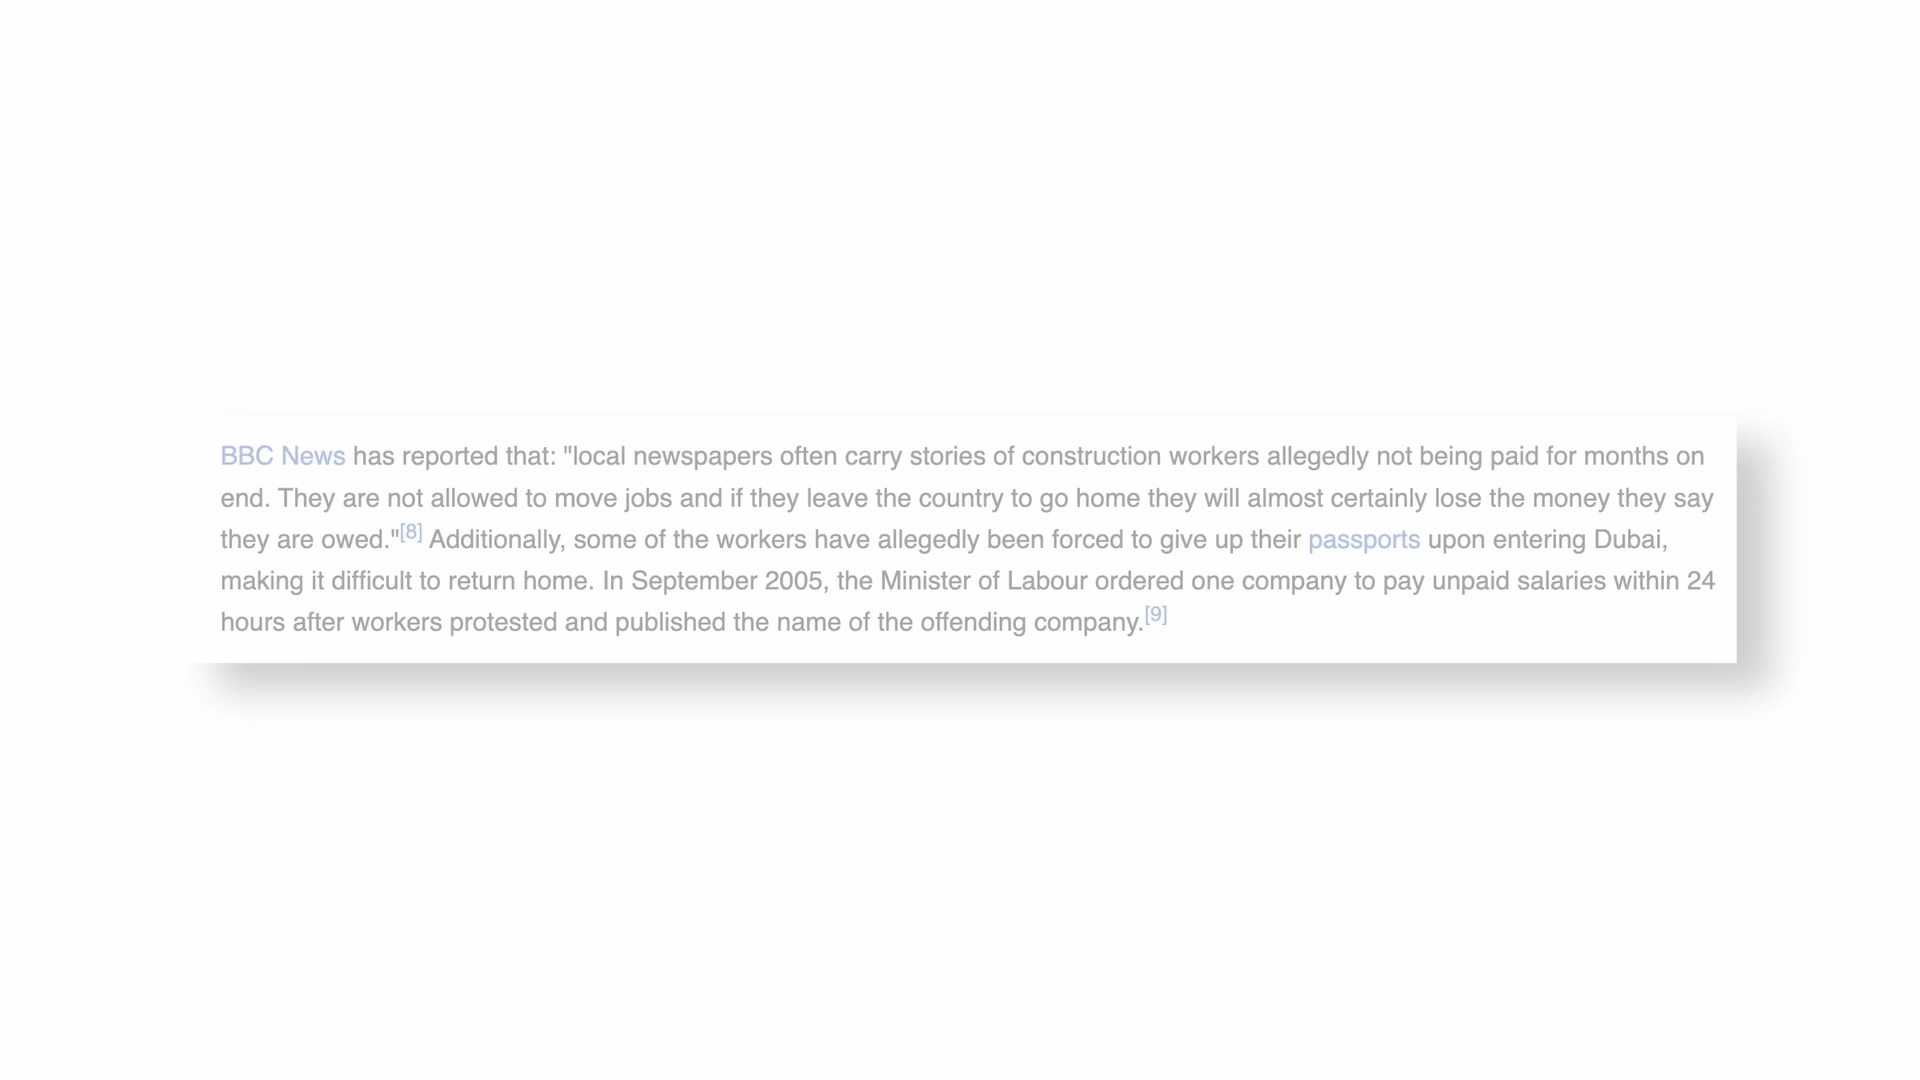 BBC News has reported that: "local newspapers often carry stories of construction workers allegedly not being paid for months on
end. They are not allowed to move jobs and if they leave the country to go home they will almost certainly lose the money they say
they are owed."[8] Additionally, some of the workers have allegedly been forced to give up their passports upon entering Dubai,
making it difficult to return home. In September 2005, the Minister of Labour ordered one company to pay unpaid salaries within 24
hours after workers protested and published the name of the offending company.[9]